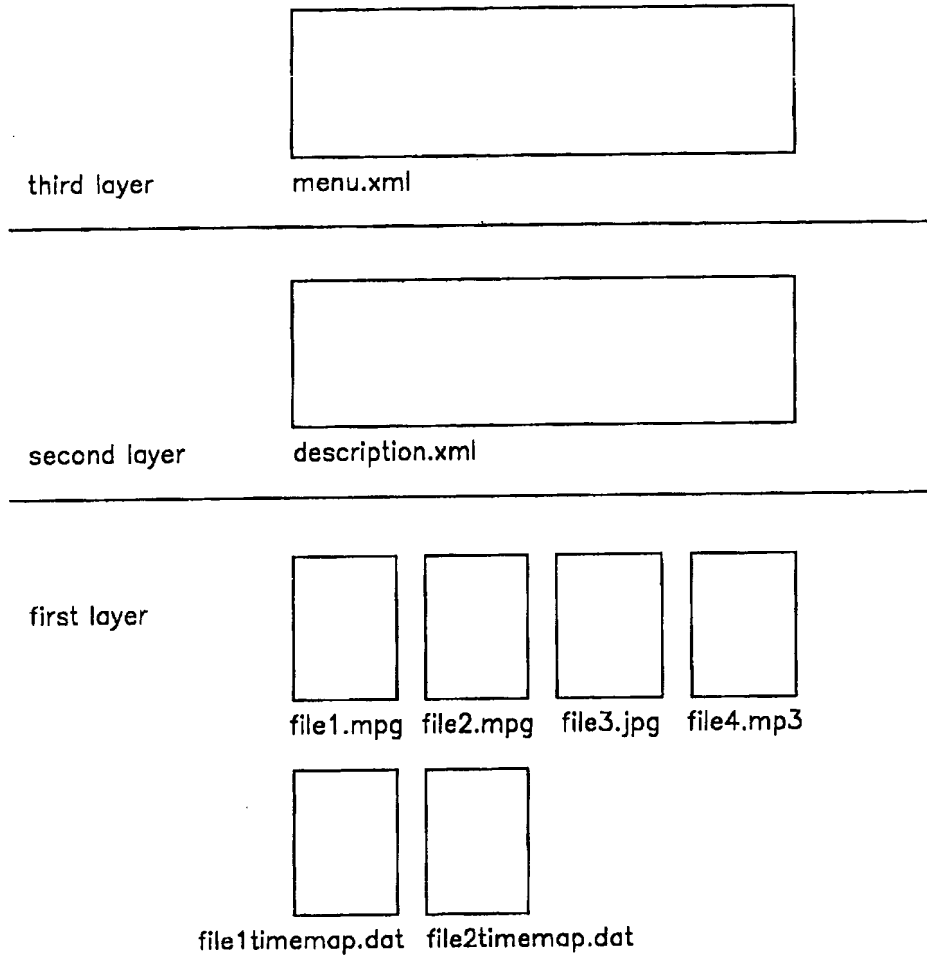 third layer
menu.xml
second layer
description.xml
first layer
file1.mpg file2.mpg file3.jpg file4.mp3
file1timemap.dat file2timemap.dat